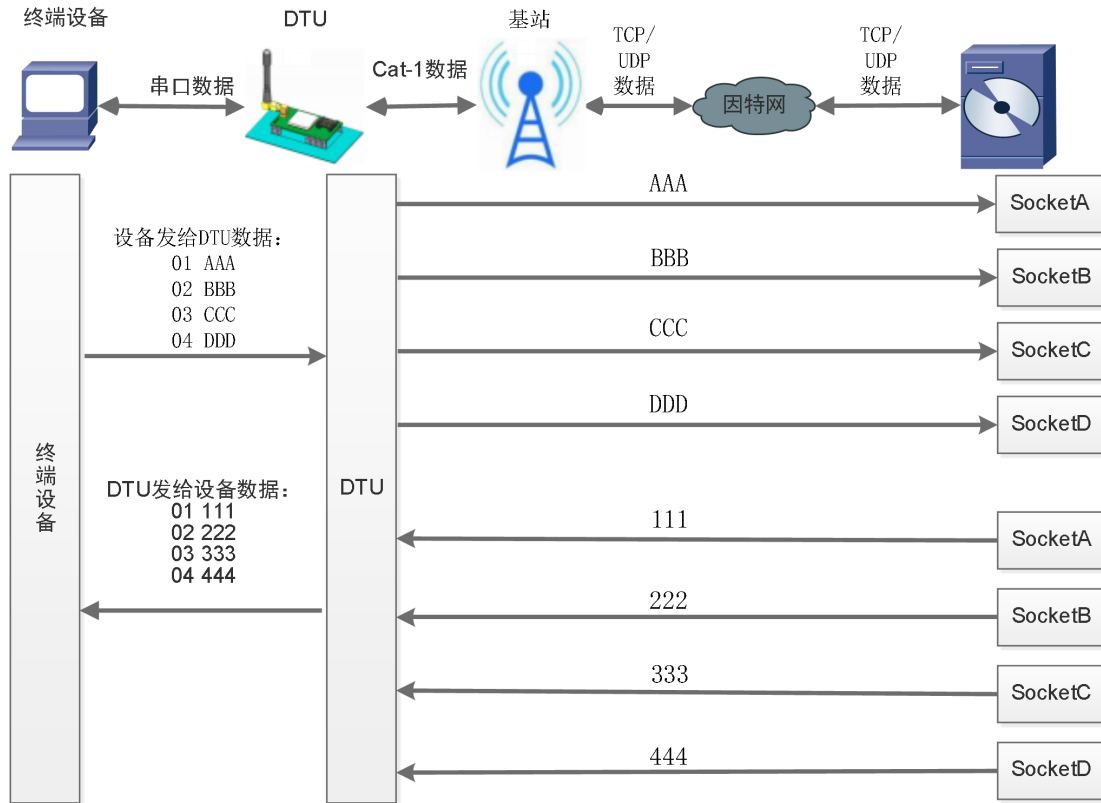 终端设备
DTU
基站
串口数据
Cat-1数据
TCP/
UDP
数据
因特网
TCP/
UDP
数据
设备发给DTU数据：
01 AAA
02 BBB
03 CCC
04 DDD
AAA
SocketA
BBB
SocketB
CCC
SocketC
DDD
SocketD
终端设备
DTU发给设备数据：
01 111
02 222
03 333
04 444
DTU
111
SocketA
222
SocketB
333
SocketC
444
SocketD